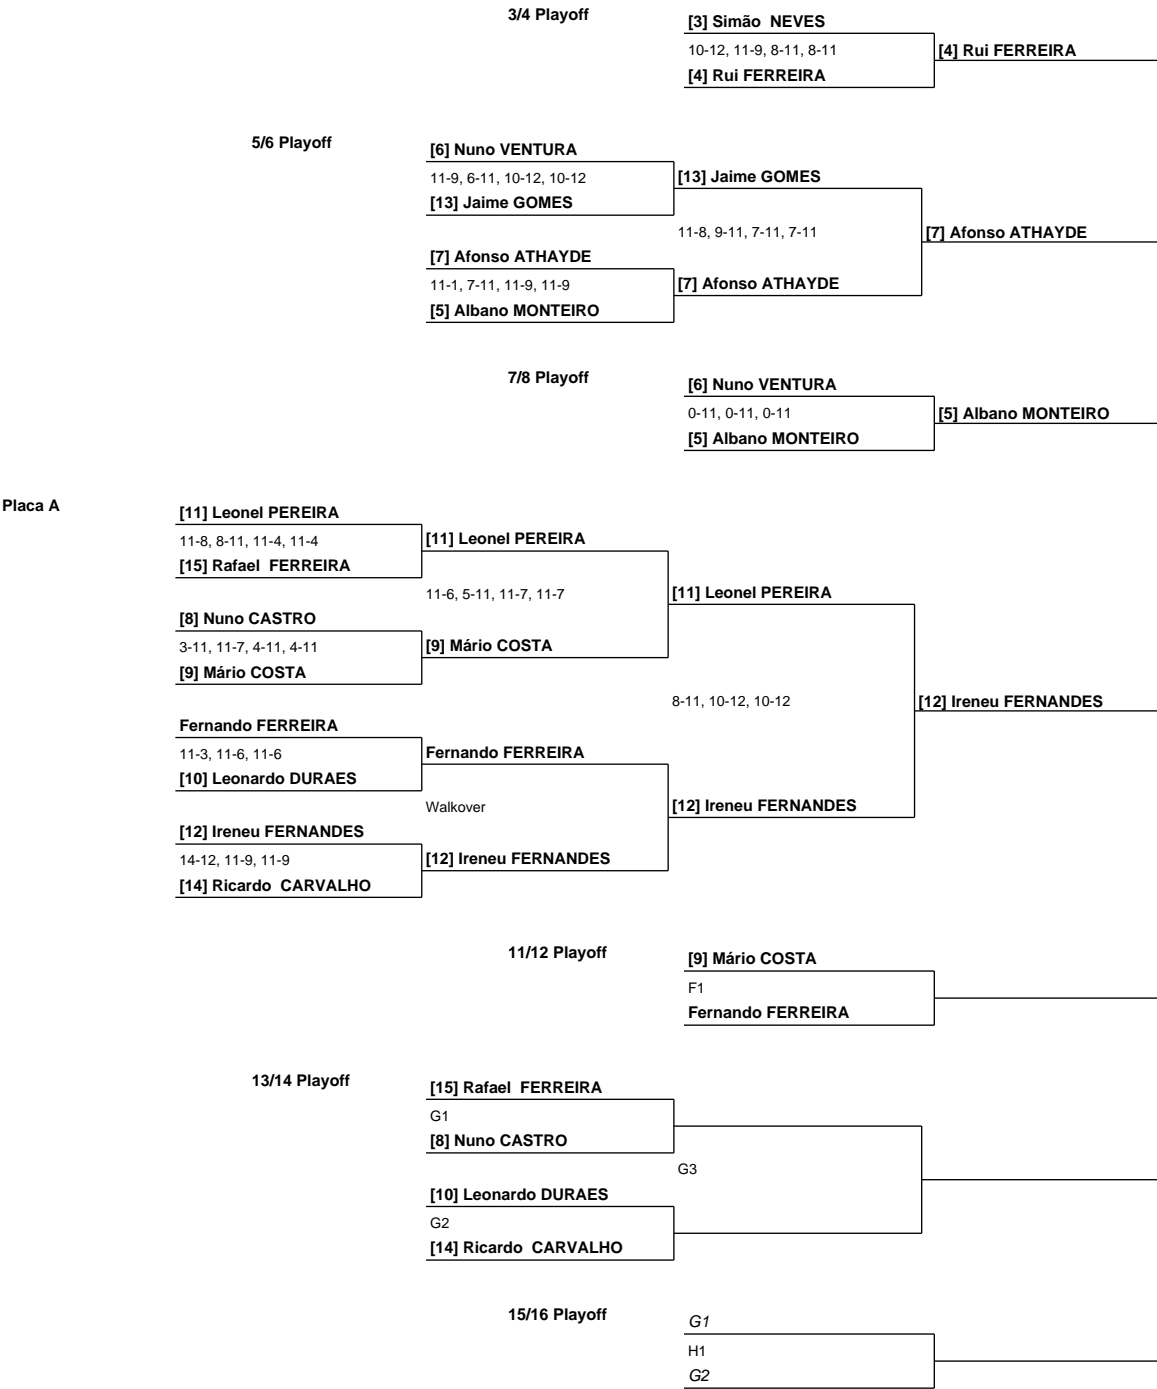 3/4 Playoff
[3] Simão NEVES
10-12, 11-9, 8-11, 8-11
[4] Rui FERREIRA
[4] Rui FERREIRA
5/6 Playoff
[6] Nuno VENTURA
11-9, 6-11, 10-12, 10-12
[13] Jaime GOMES
[13] Jaime GOMES
11-8, 9-11, 7-11, 7-11
[7] Afonso ATHAYDE
[7] Afonso ATHAYDE
11-1, 7-11, 11-9, 11-9
[7] Afonso ATHAYDE
[5] Albano MONTEIRO
7/8 Playoff
[6] Nuno VENTURA
0-11, 0-11, 0-11
[5] Albano MONTEIRO
[5] Albano MONTEIRO
Placa A
[11] Leonel PEREIRA
11-8, 8-11, 11-4, 11-4
[11] Leonel PEREIRA
[15] Rafael FERREIRA
11-6, 5-11, 11-7, 11-7
[11] Leonel PEREIRA
[8] Nuno CASTRO
3-11, 11-7, 4-11, 4-11
[9] Mário COSTA
[9] Mário COSTA
8-11, 10-12, 10-12
[12] Ireneu FERNANDES
Fernando FERREIRA
11-3, 11-6, 11-6
Fernando FERREIRA
[10] Leonardo DURAES
Walkover
[12] Ireneu FERNANDES
[12] Ireneu FERNANDES
14-12, 11-9, 11-9
[12] Ireneu FERNANDES
[14] Ricardo CARVALHO
11/12 Playoff
[9] Mário COSTA
F1
Fernando FERREIRA
13/14 Playoff
[15] Rafael FERREIRA
G1
[8] Nuno CASTRO
G3
[10] Leonardo DURAES
G2
[14] Ricardo CARVALHO
15/16 Playoff
G1
H1
G2